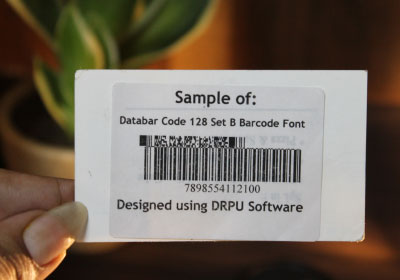 Sample of:
Databar Code 128 Set B Barcode Font
7898554112100
Designed using DRPU Software